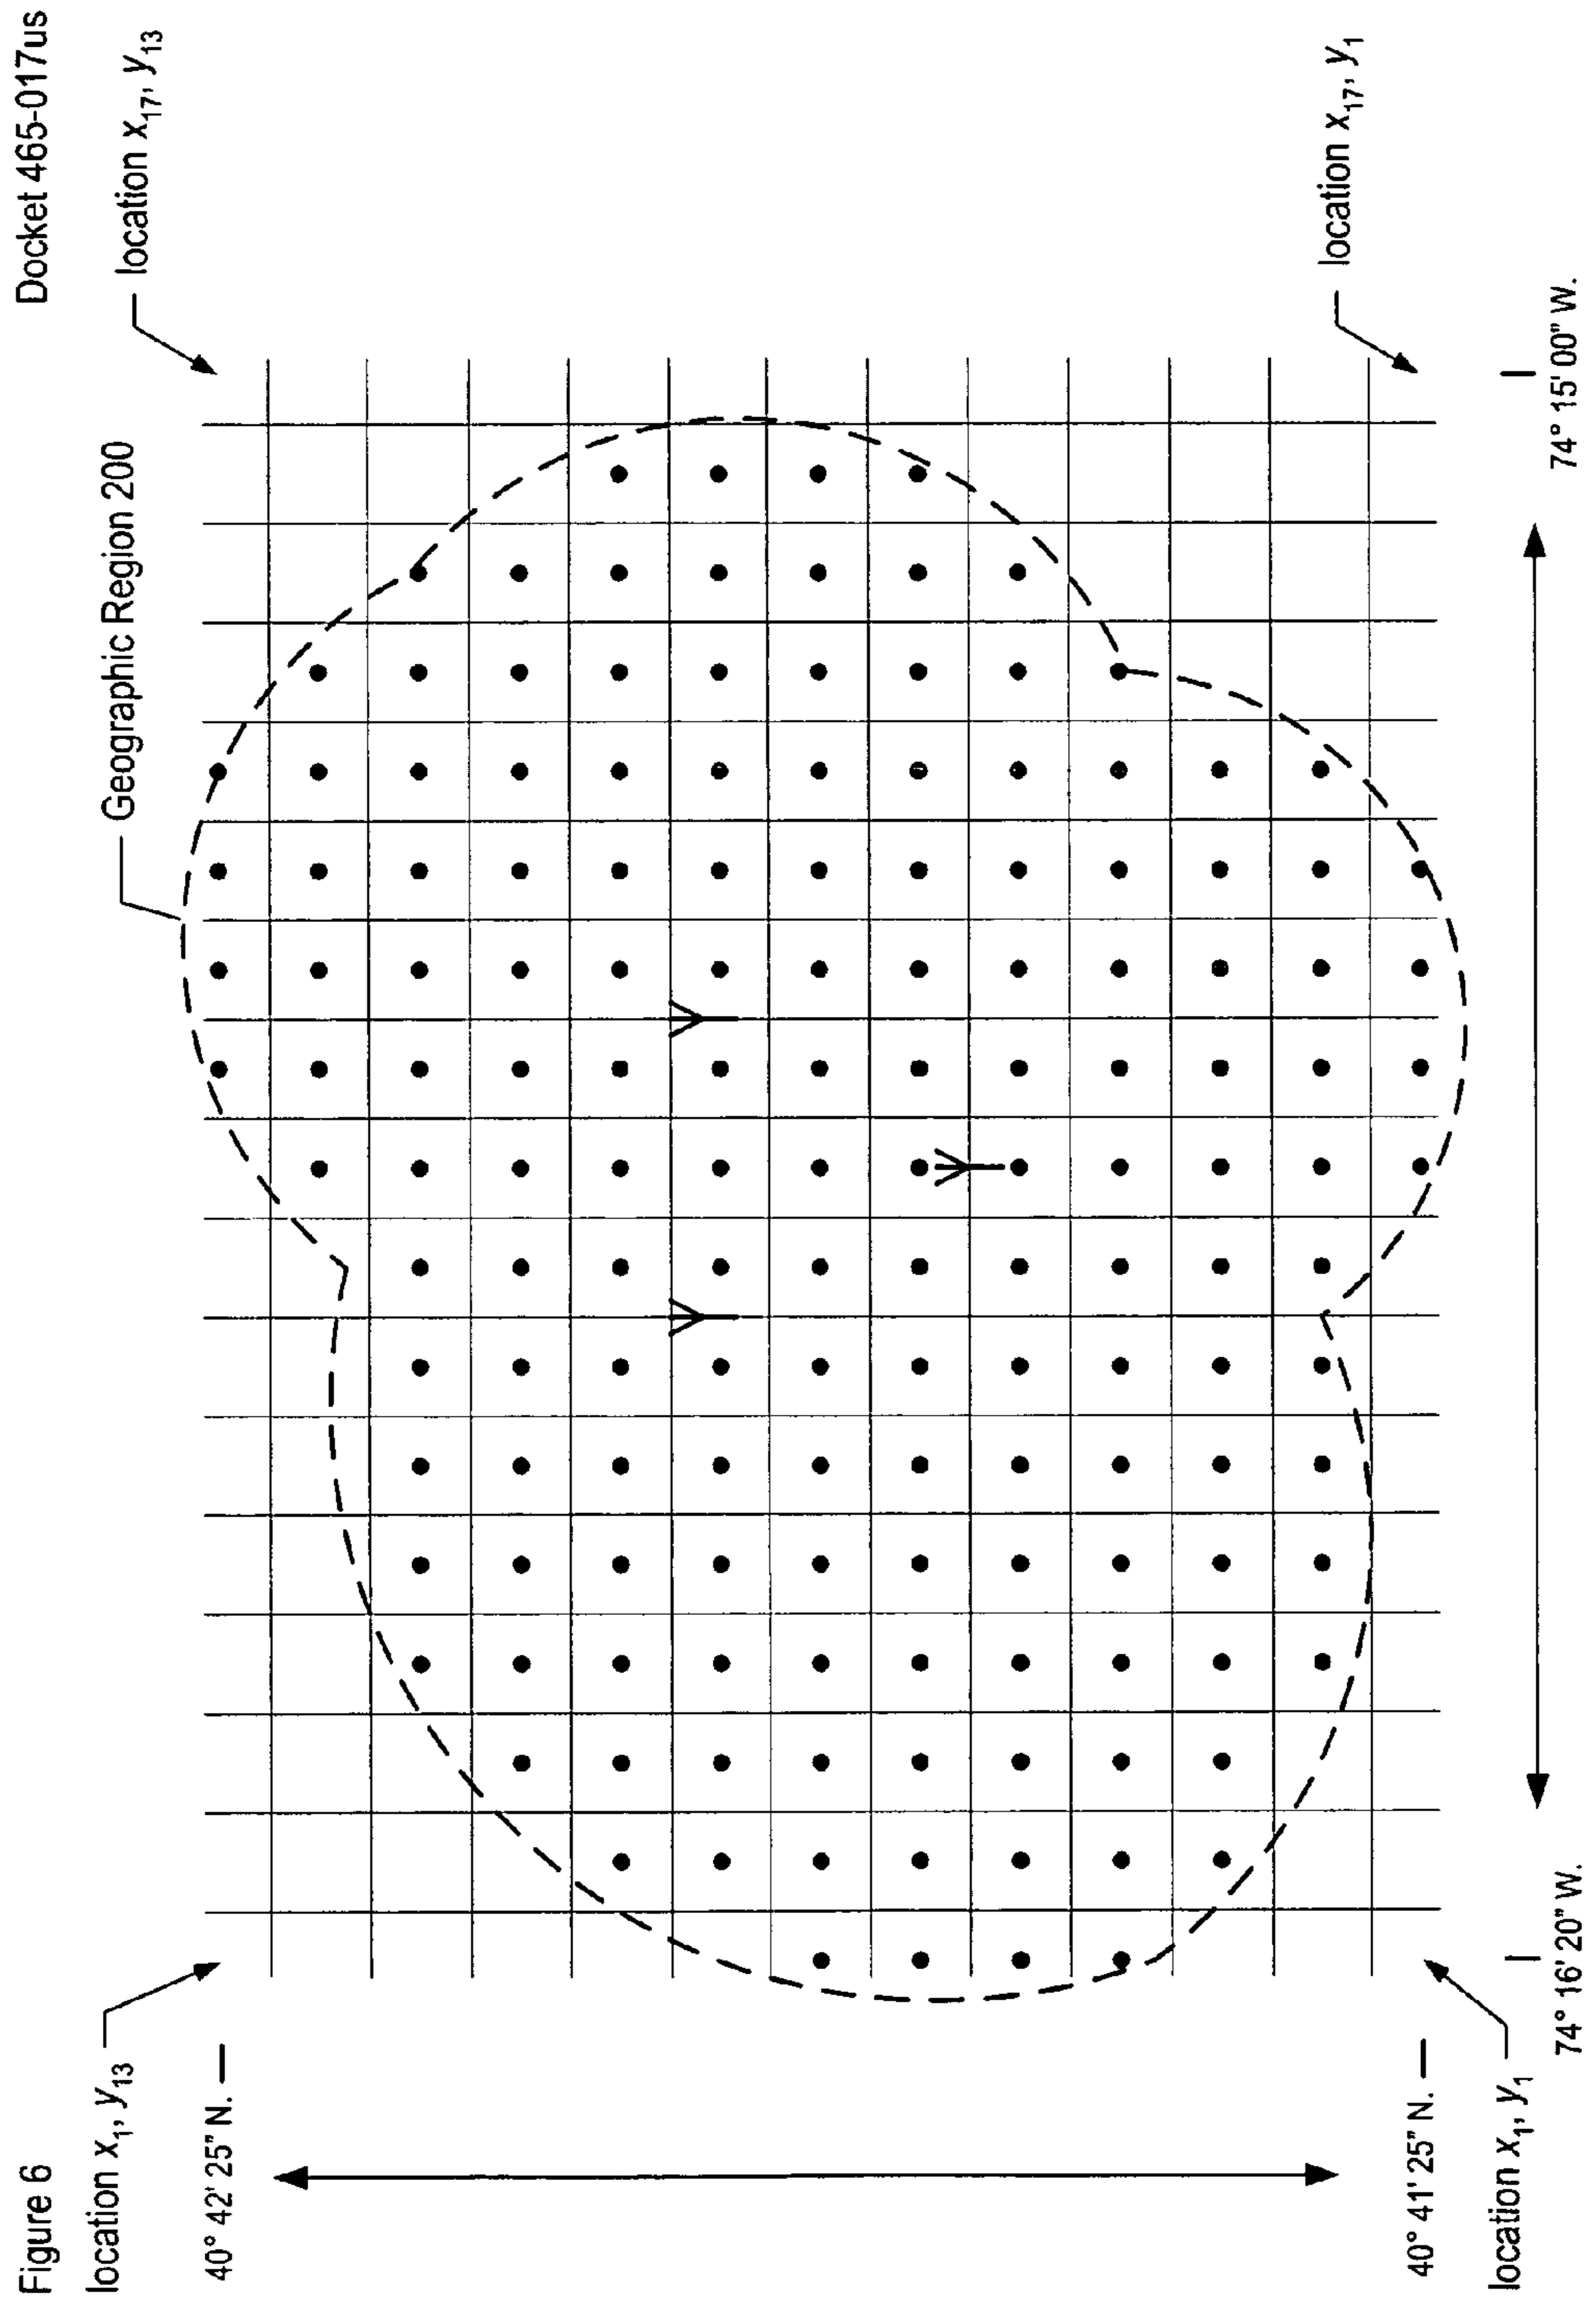 Figure 6
Docket 465-017us
location x₁, y₁₃
location x₁₇, y₁₃
Geographic Region 200
40° 42' 25" N.
40° 41' 25" N.
location x₁, y₁
location x₁₇, y₁
74° 16' 20" W.
74° 15' 00" W.